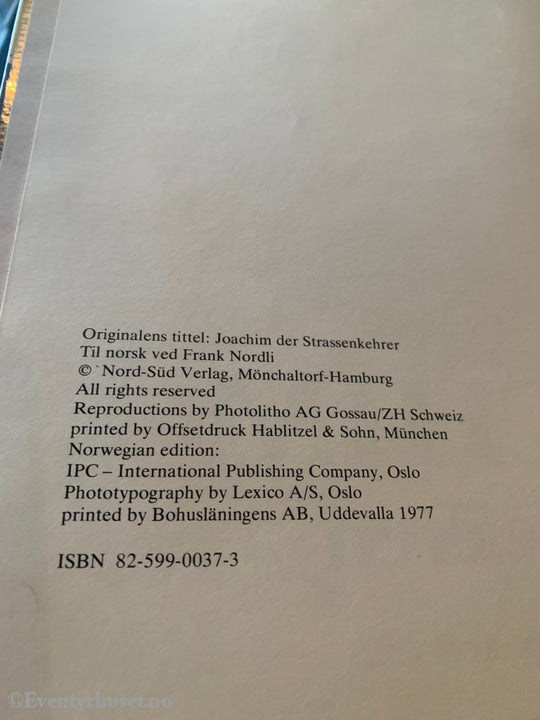 Originalens tittel: Joachim der Strassenkehrer
Til norsk ved Frank Nordli
© Nord-Süd Verlag, Mönchaltorf-Hamburg
All rights reserved
Reproductions by Photolitho AG Gossau/ZH Schweiz
printed by Offsetdruck Hablitzel & Sohn, München
Norwegian edition:
IPC – International Publishing Company, Oslo
Phototypography by Lexico A/S, Oslo
printed by Bohusläningens AB, Uddevalla 1977
ISBN 82-599-0037-3
©Eventyrhuset.no